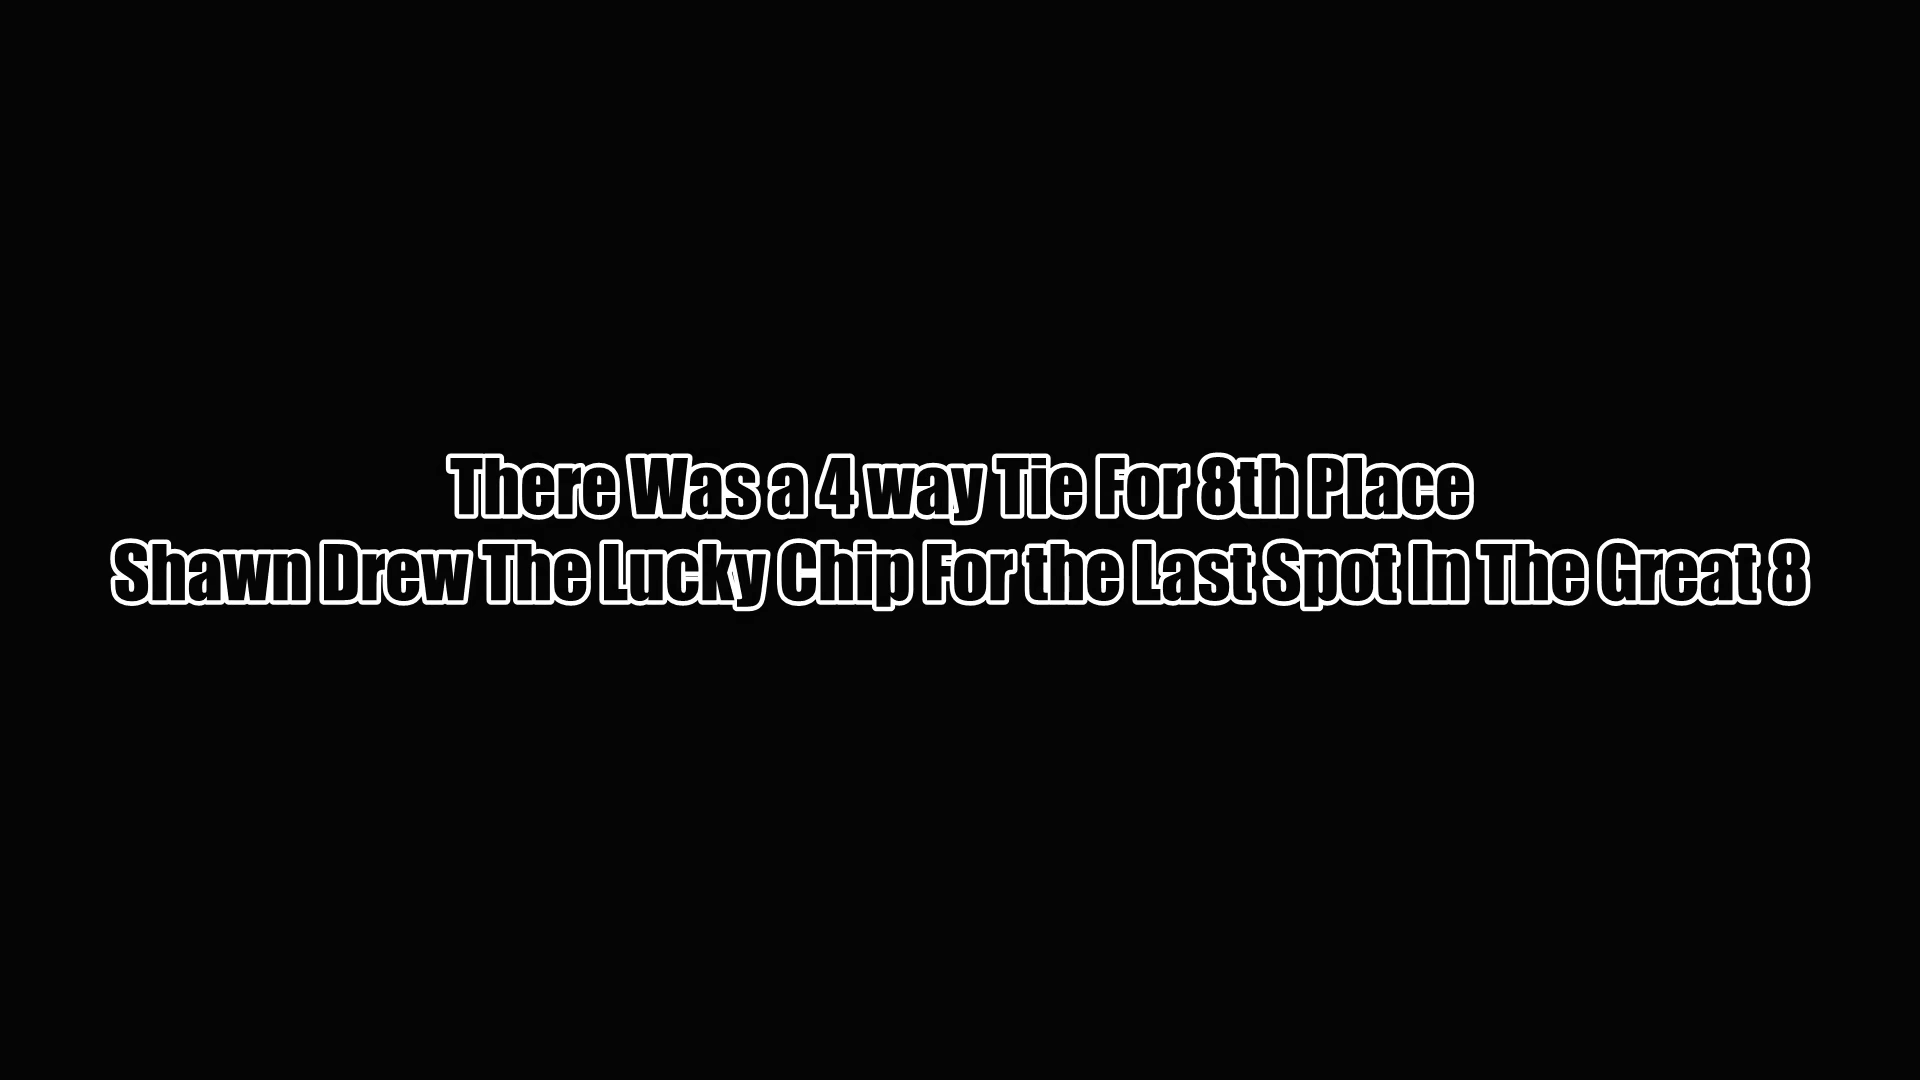 There Was a 4 way Tie For 8th Place
Shawn Drew The Lucky Chip For the Last Spot In The Great 8